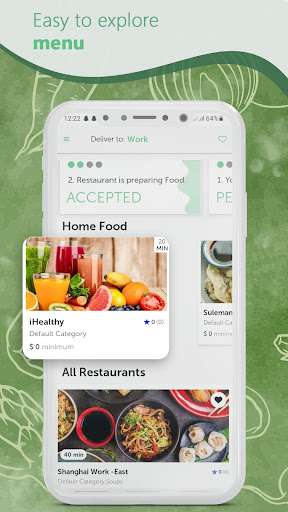 Easy to explore
menu
12:22 64%
Deliver to: Work
2. Restaurant is preparing Food.
ACCEPTED
1. Yo
PE
Home Food
20
MIN
iHealthy
0 (0)
Default Category
$ 0 minimum
Suleman
Default C
$ 0 mini
All Restaurants
40 min
Shanghai Work -East
0 (0)
Default Category,Soups